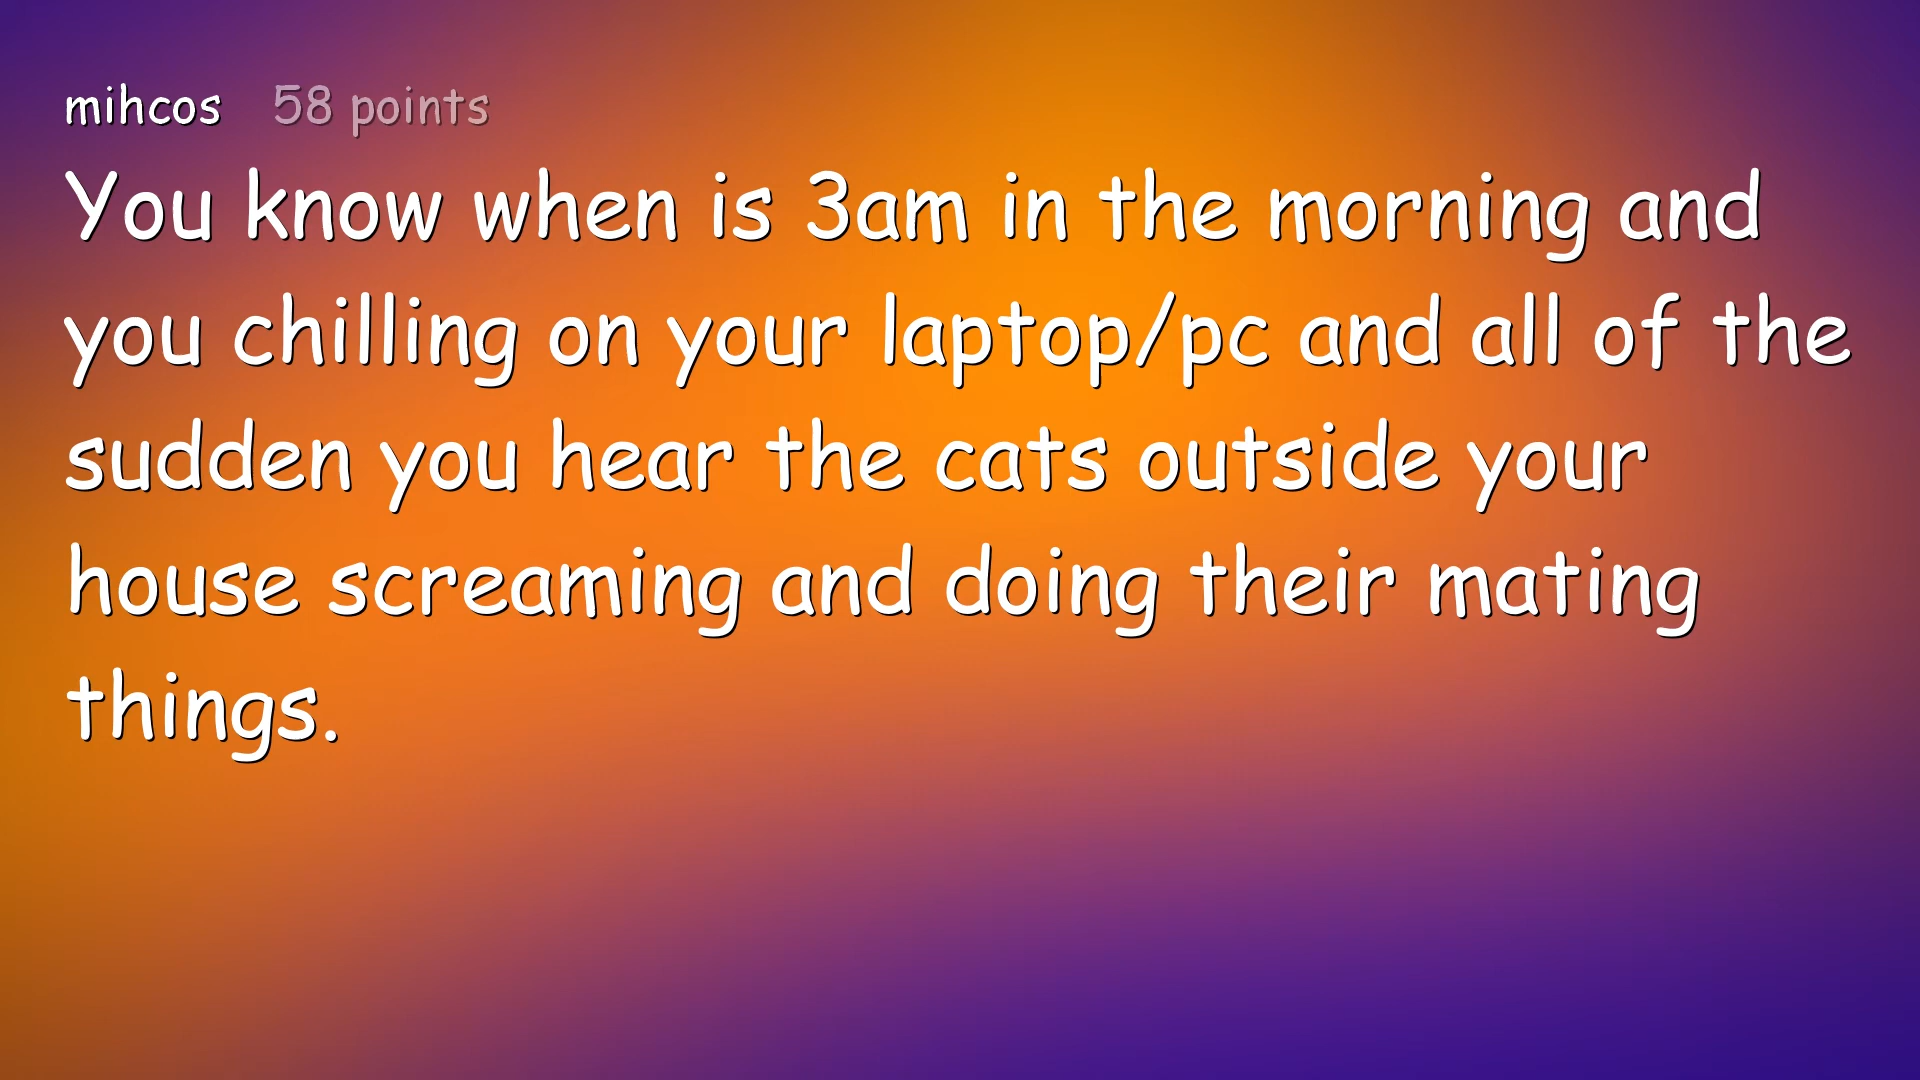 mihcos 58 points
You know when is 3am in the morning and
you chilling on your laptop/pc and all of the
sudden you hear the cats outside your
house screaming and doing their mating
things.